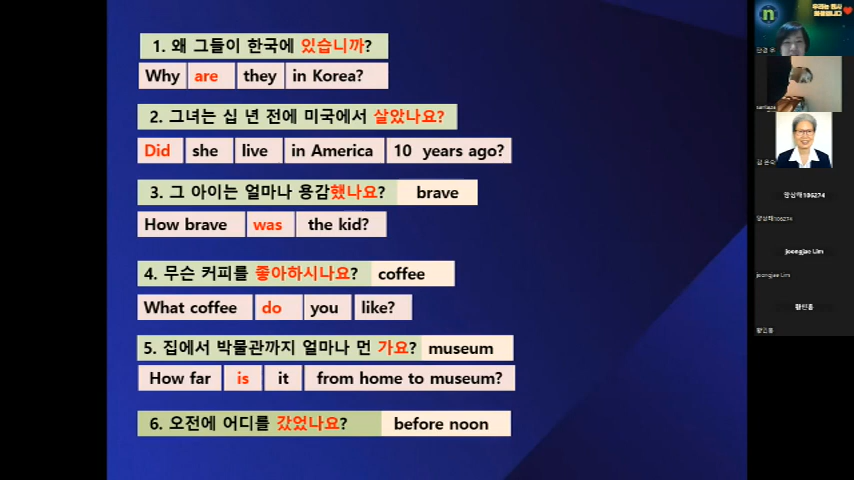 1. 왜 그들이 한국에 있습니까?
Why are they in Korea?
2. 그녀는 십 년 전에 미국에서 살았나요?
Did she live in America 10 years ago?
3. 그 아이는 얼마나 용감했나요? brave
How brave was the kid?
4. 무슨 커피를 좋아하시나요? coffee
What coffee do you like?
5. 집에서 박물관까지 얼마나 먼 가요? museum
How far is it from home to museum?
6. 오전에 어디를 갔었나요? before noon
n
joongjae Lim
joongjae Lim